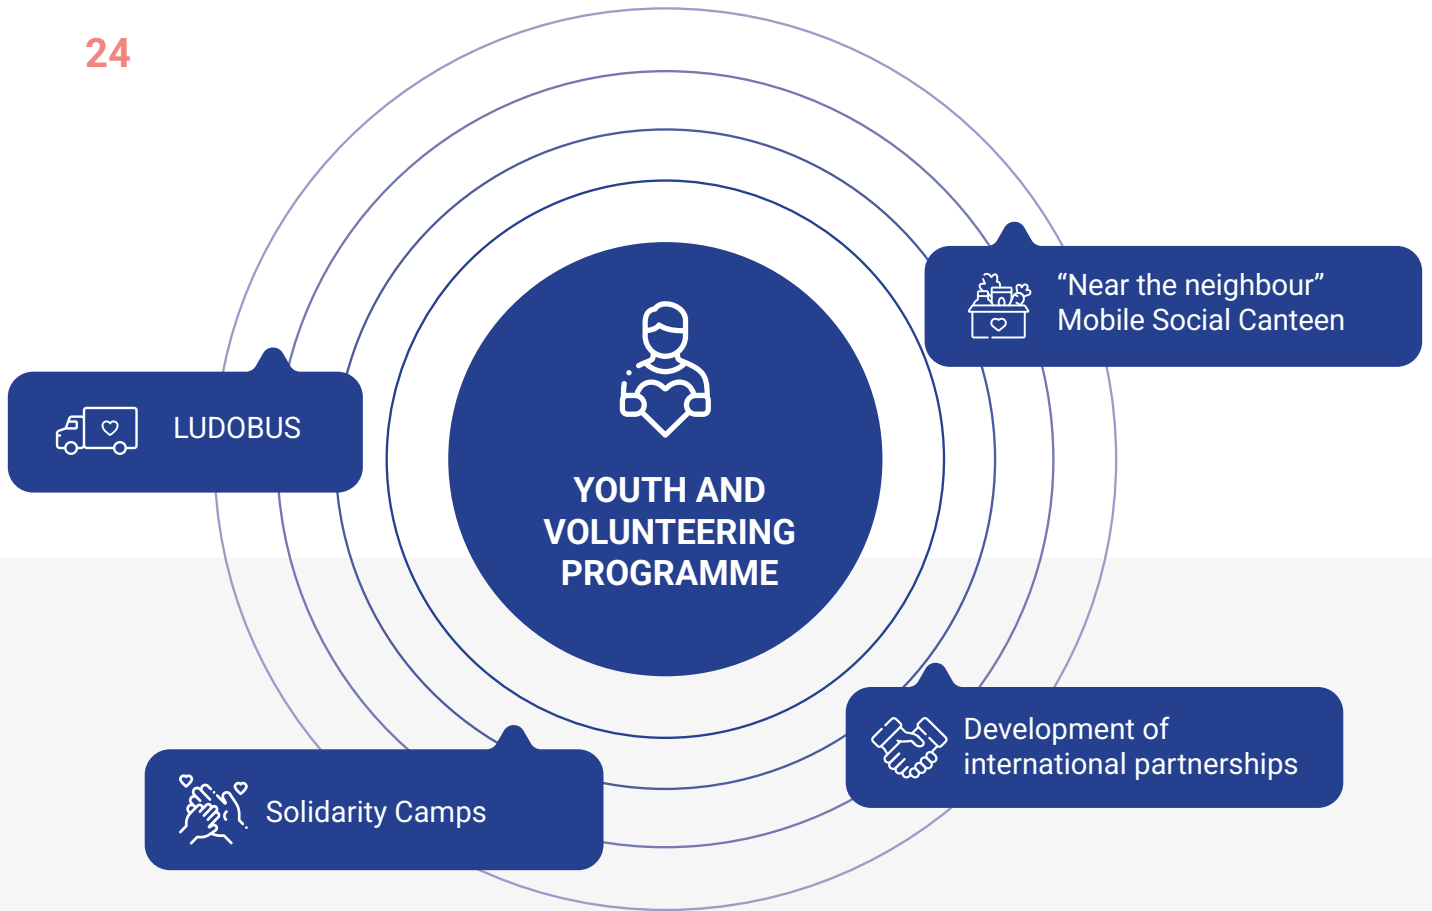 24
“Near the neighbour”
Mobile Social Canteen
LUDOBUS
YOUTH AND
VOLUNTEERING
PROGRAMME
Development of
international partnerships
Solidarity Camps